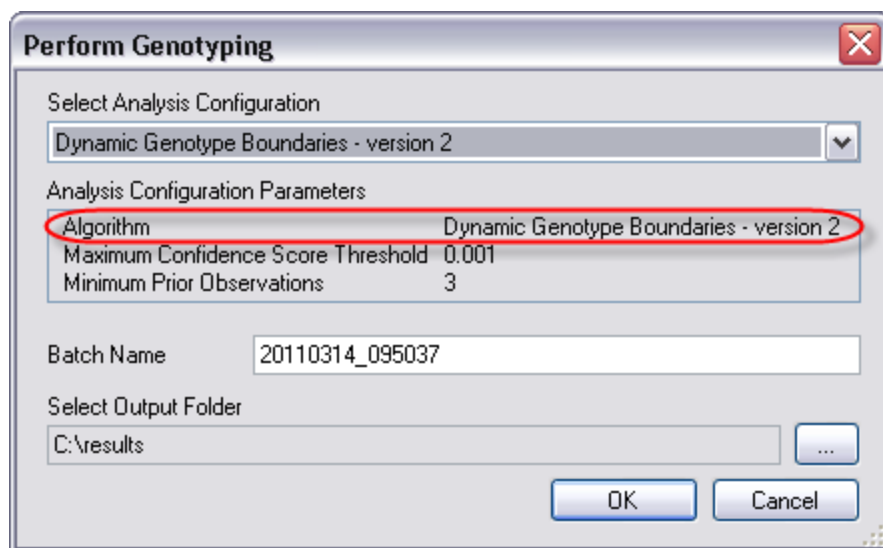 Perform Genotyping
Select Analysis Configuration
Dynamic Genotype Boundaries - version 2
Analysis Configuration Parameters
Algorithm Dynamic Genotype Boundaries - version 2
Maximum Confidence Score Threshold 0.001
Minimum Prior Observations 3
Batch Name 20110314_095037
Select Output Folder
C:\results ...
OK Cancel